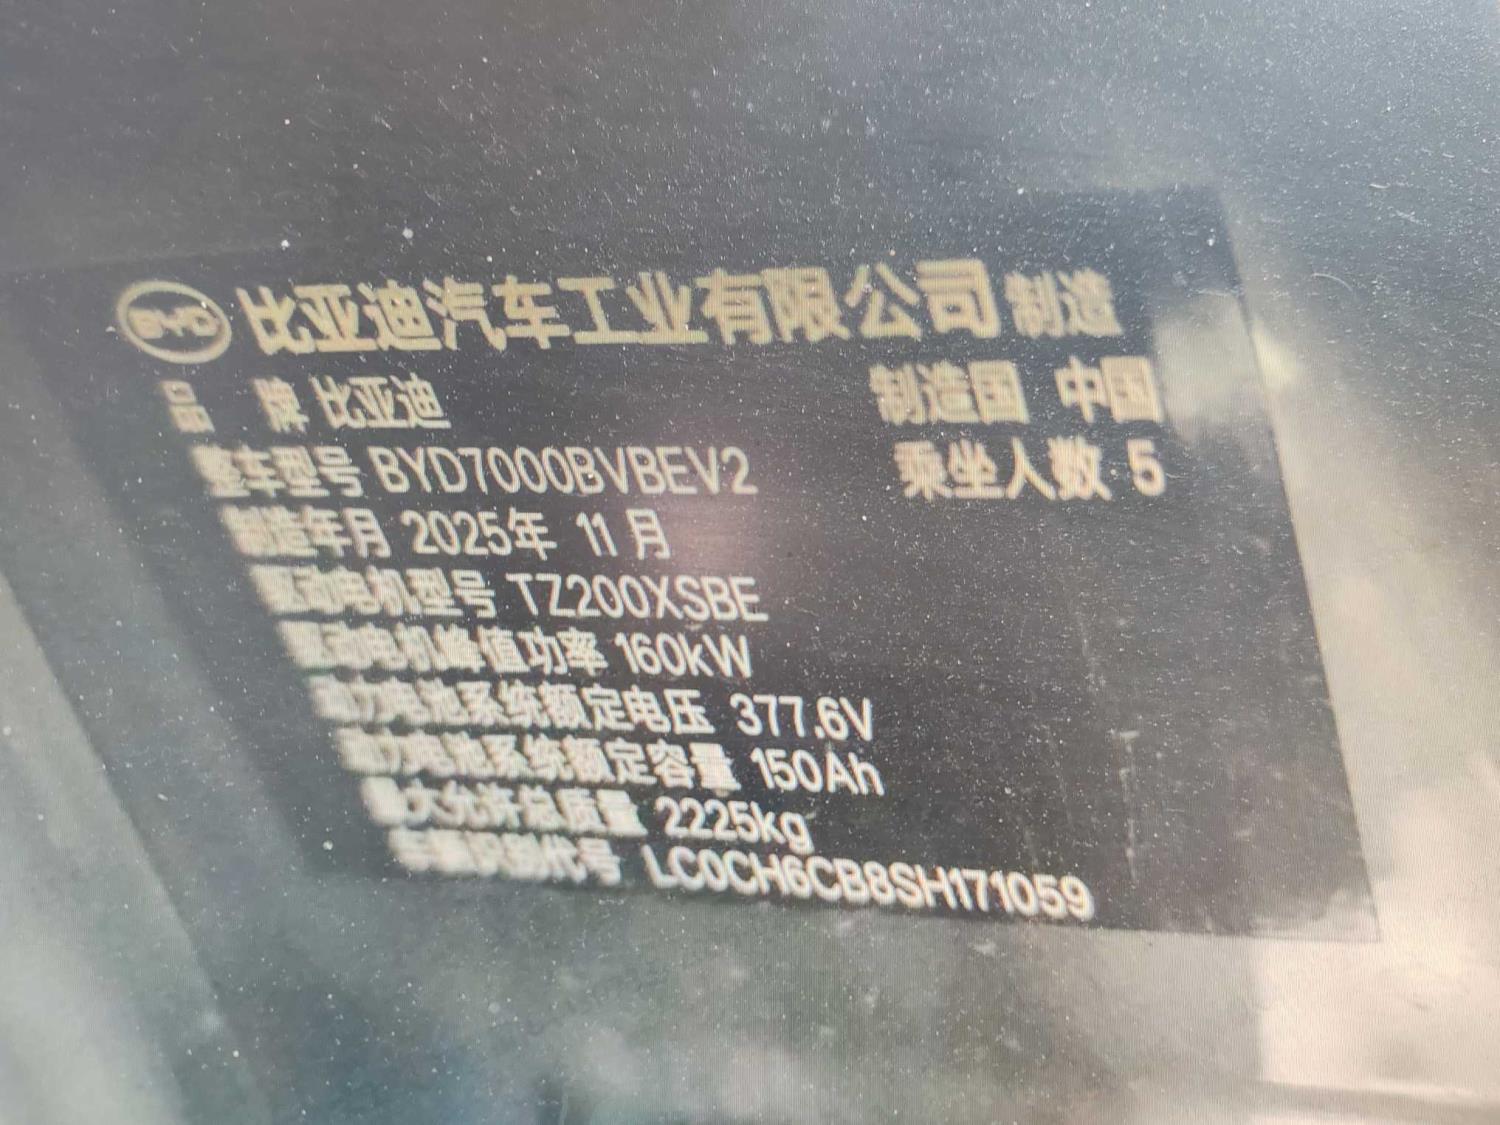 BYD 比亚迪汽车工业有限公司 制造
品 牌 比亚迪 制造国 中国
整车型号 BYD7000BVBEV2 乘坐人数 5
制造年月 2025年 11 月
驱动电机型号 TZ200XSBE
驱动电机峰值功率 160kW
动力电池系统额定电压 377.6V
动力电池系统额定容量 150Ah
最大允许总质量 2225kg
车辆识别代号 LC0CH6CB8SH171059